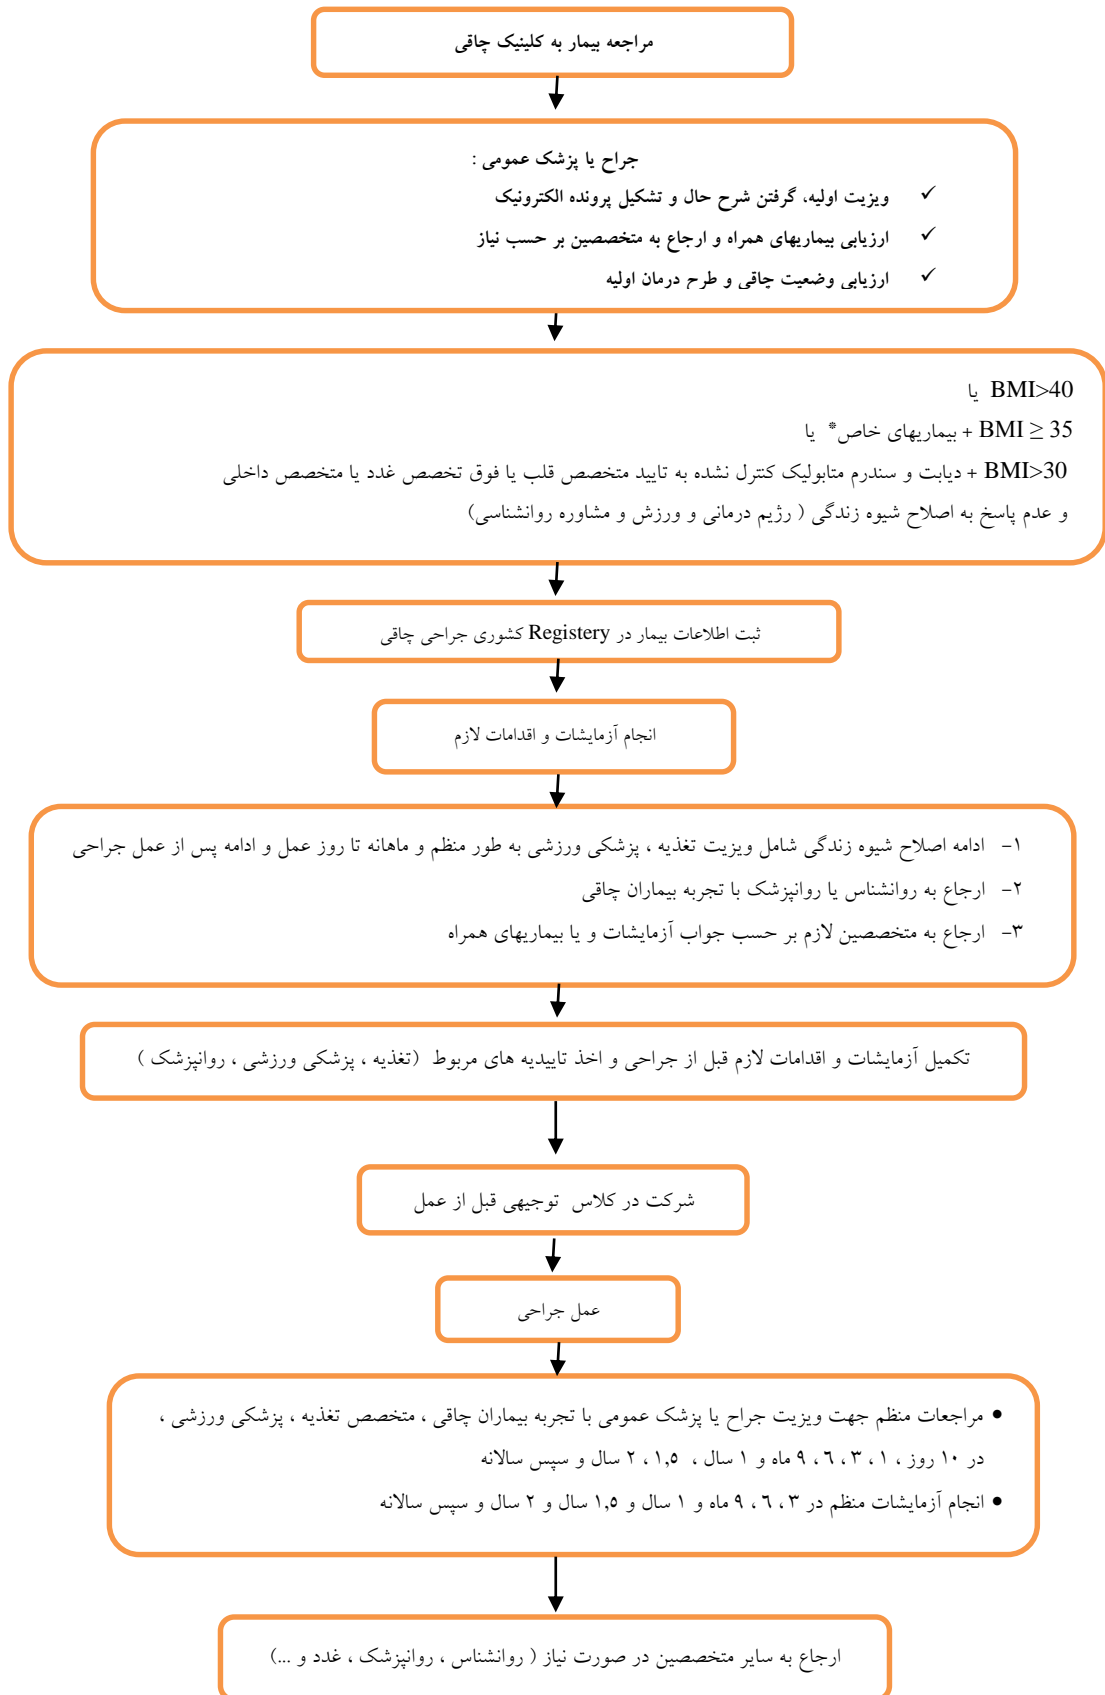 مراجعه بیمار به کلینیک چاقی
جراح یا پزشک عمومی :
✓ ویزیت اولیه، گرفتن شرح حال و تشکیل پرونده الکترونیک
✓ ارزیابی بیماریهای همراه و ارجاع به متخصصین بر حسب نیاز
✓ ارزیابی وضعیت چاقی و طرح درمان اولیه
BMI>40 یا
BMI ≥ 35 + بیماریهای خاص* یا
BMI>30 + دیابت و سندرم متابولیک کنترل نشده به تایید متخصص قلب یا فوق تخصص غدد یا متخصص داخلی
و عدم پاسخ به اصلاح شیوه زندگی ( رژیم درمانی و ورزش و مشاوره روانشناسی)
ثبت اطلاعات بیمار در Registery کشوری جراحی چاقی
انجام آزمایشات و اقدامات لازم
۱- ادامه اصلاح شیوه زندگی شامل ویزیت تغذیه ، پزشکی ورزشی به طور منظم و ماهانه تا روز عمل و ادامه پس از عمل جراحی
۲- ارجاع به روانشناس یا روانپزشک با تجربه بیماران چاقی
۳- ارجاع به متخصصین لازم بر حسب جواب آزمایشات و یا بیماریهای همراه
تکمیل آزمایشات و اقدامات لازم قبل از جراحی و اخذ تاییدیه های مربوط (تغذیه ، پزشکی ورزشی ، روانپزشک )
شرکت در کلاس توجیهی قبل از عمل
عمل جراحی
● مراجعات منظم جهت ویزیت جراح یا پزشک عمومی با تجربه بیماران چاقی ، متخصص تغذیه ، پزشکی ورزشی ،
در ۱۰ روز ، ۱ ، ۳ ، ٦ ، ۹ ماه و ۱ سال ، ۱,٥ ، ۲ سال و سپس سالانه
● انجام آزمایشات منظم در ۳ ، ٦ ، ۹ ماه و ۱ سال و ۱,٥ سال و ۲ سال و سپس سالانه
ارجاع به سایر متخصصین در صورت نیاز ( روانشناس ، روانپزشک ، غدد و ...)